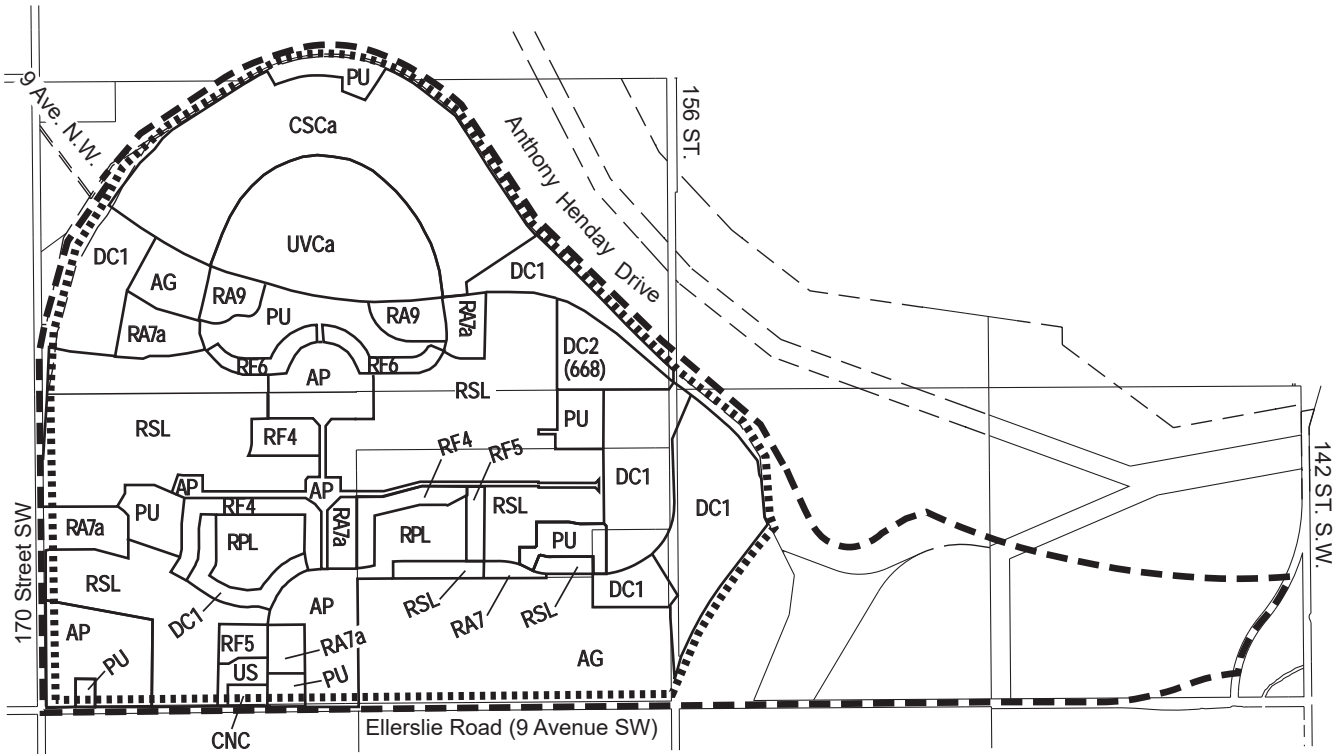 PU
9 Ave. N.W.
CSCa
156 ST.
Anthony Henday Drive
UVCa
DC1
DC1
AG
RA9
PU
RA9
RA7a
RA7a
DC2
(668)
RF6
RF6
AP
RSL
RSL
RF4
PU
RF4
RF5
142 ST. S.W.
AP
AP
DC1
RF4
RSL
DC1
PU
RA7a
RA7a
RPL
RPL
PU
170 Street SW
RSL
DC1
RSL
RA7
RSL
DC1
AP
AP
RF5
RA7a
PU
US
PU
AG
CNC
Ellerslie Road (9 Avenue SW)